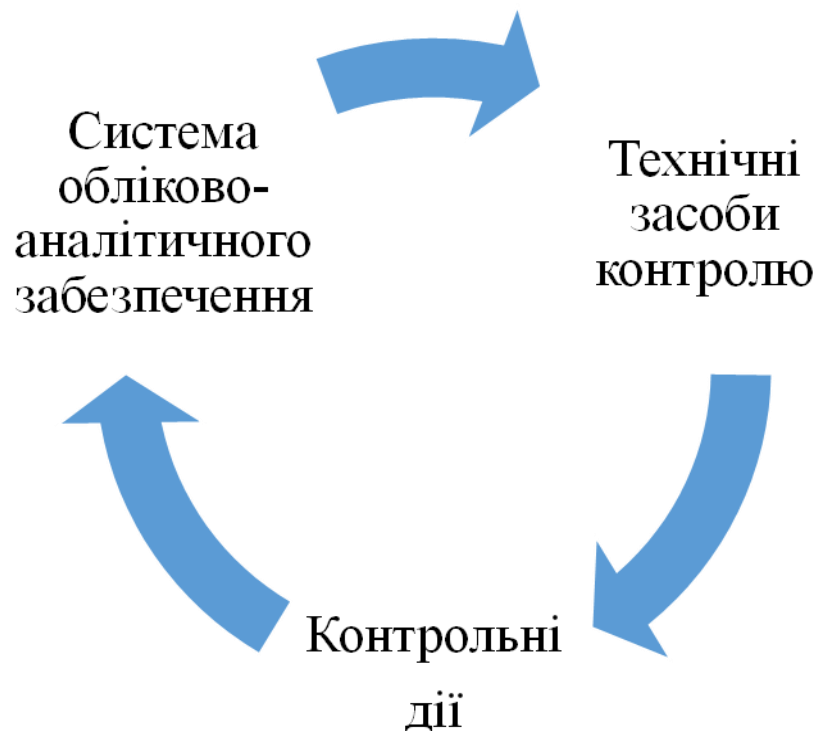 Система
обліково-
аналітичного
забезпечення
Технічні
засоби
контролю
Контрольні
дії